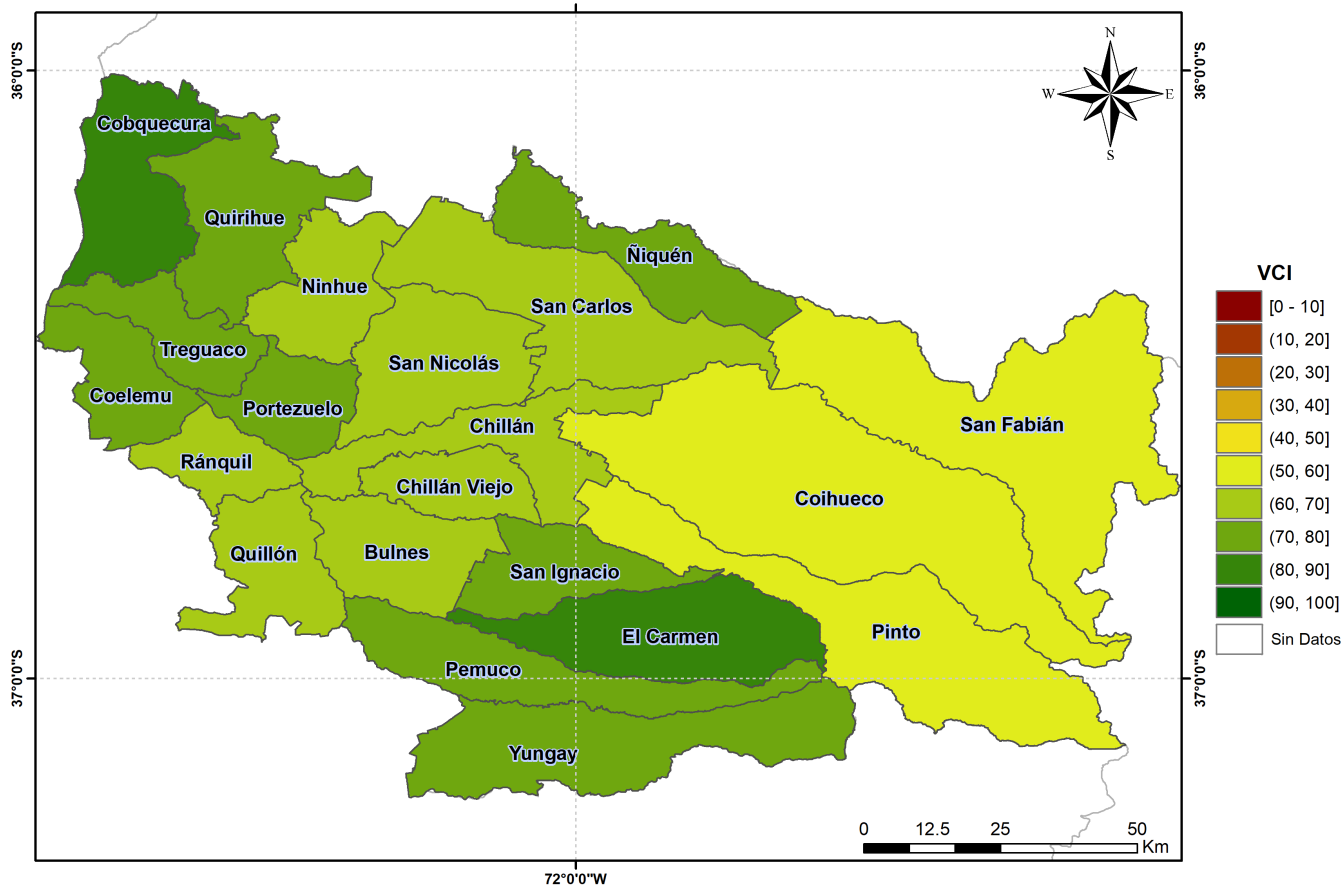 N
W
E
S
36°0'0"S
36°0'0"S
Cobquecura
Quirihue
Ñiquén
Ninhue
San Carlos
Treguaco
San Nicolás
Coelemu
Portezuelo
Chillán
San Fabián
Ránquil
Chillán Viejo
Coihueco
Quillón
Bulnes
San Ignacio
El Carmen
Pinto
Pemuco
Yungay
37°0'0"S
37°0'0"S
72°0'0"W
0 12.5 25 50
Km
VCI
[0 - 10]
(10, 20]
(20, 30]
(30, 40]
(40, 50]
(50, 60]
(60, 70]
(70, 80]
(80, 90]
(90, 100]
Sin Datos